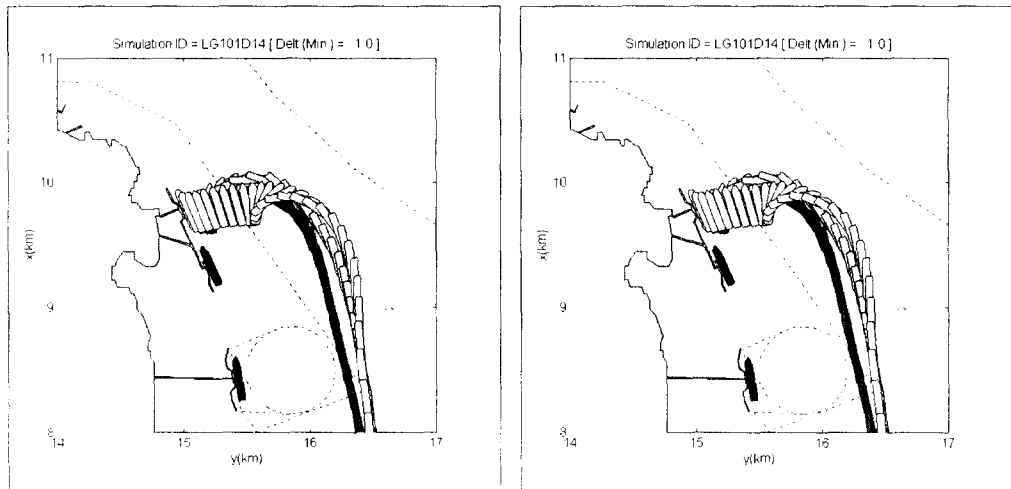 Simulation ID = LG101D14 [ Delt (Min ) = 1 0 ]
11
10
9
8
x(km)
14
15
16
17
y(km)
Simulation ID = LG101D14 [ Delt (Min ) = 1 0 ]
11
10
9
8
x(km)
14
15
16
17
y(km)